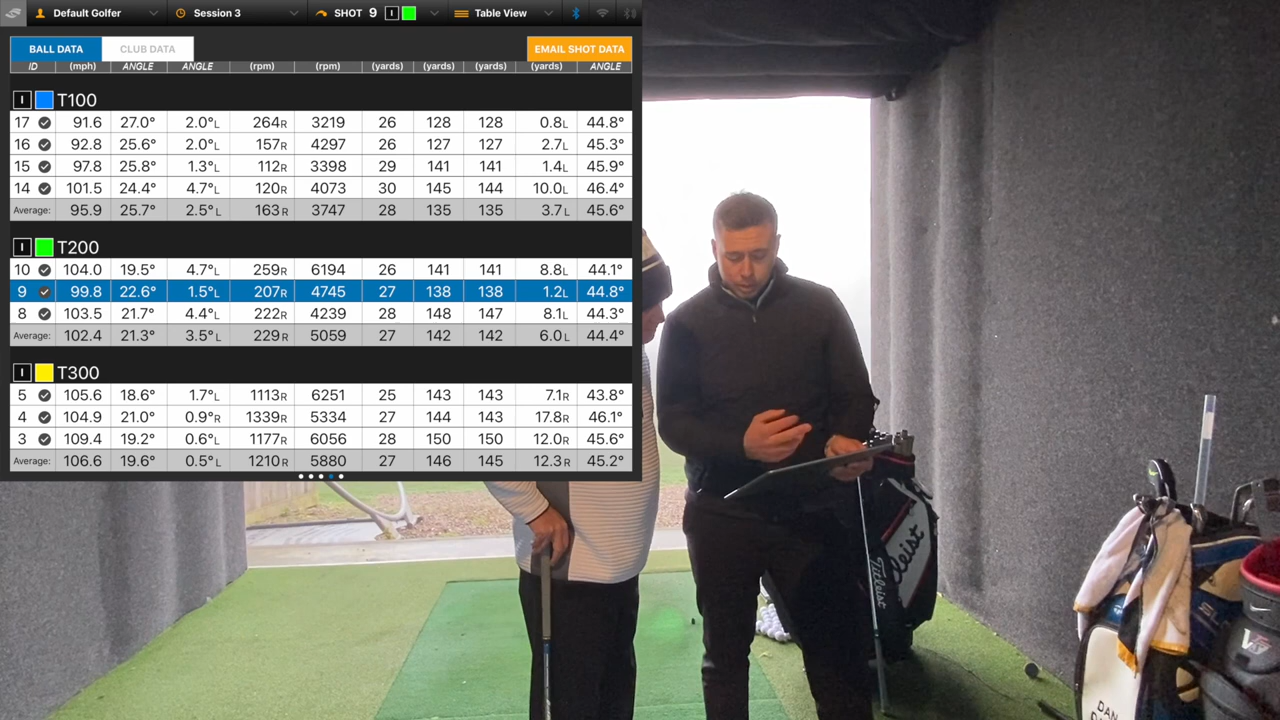 Default Golfer Session 3 SHOT 9 I Table View
BALL DATA CLUB DATA EMAIL SHOT DATA
ID (mph) ANGLE ANGLE (rpm) (rpm) (yards) (yards) (yards) (yards) ANGLE
I T100
17 91.6 27.0° 2.0°L 264R 3219 26 128 128 0.8L 44.8°
16 92.8 25.6° 2.0°L 157R 4297 26 127 127 2.7L 45.3°
15 97.8 25.8° 1.3°L 112R 3398 29 141 141 1.4L 45.9°
14 101.5 24.4° 4.7°L 120R 4073 30 145 144 10.0L 46.4°
Average: 95.9 25.7° 2.5°L 163R 3747 28 135 135 3.7L 45.6°
I T200
10 104.0 19.5° 4.7°L 259R 6194 26 141 141 8.8L 44.1°
9 99.8 22.6° 1.5°L 207R 4745 27 138 138 1.2L 44.8°
8 103.5 21.7° 4.4°L 222R 4239 28 148 147 8.1L 44.3°
Average: 102.4 21.3° 3.5°L 229R 5059 27 142 142 6.0L 44.4°
I T300
5 105.6 18.6° 1.7°L 1113R 6251 25 143 143 7.1R 43.8°
4 104.9 21.0° 0.9°R 1339R 5334 27 144 143 17.8R 46.1°
3 109.4 19.2° 0.6°L 1177R 6056 28 150 150 12.0R 45.6°
Average: 106.6 19.6° 0.5°L 1210R 5880 27 146 145 12.3R 45.2°
Titleist
Titleist
DAN